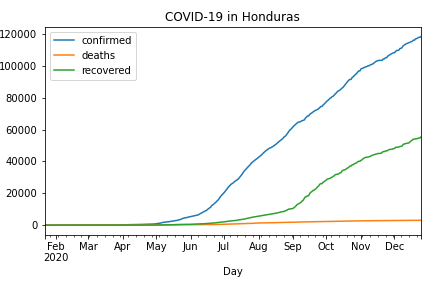 COVID-19 in Honduras
120000
100000
80000
60000
40000
20000
0
confirmed
deaths
recovered
Feb Mar Apr May Jun Jul Aug Sep Oct Nov Dec
2020
Day